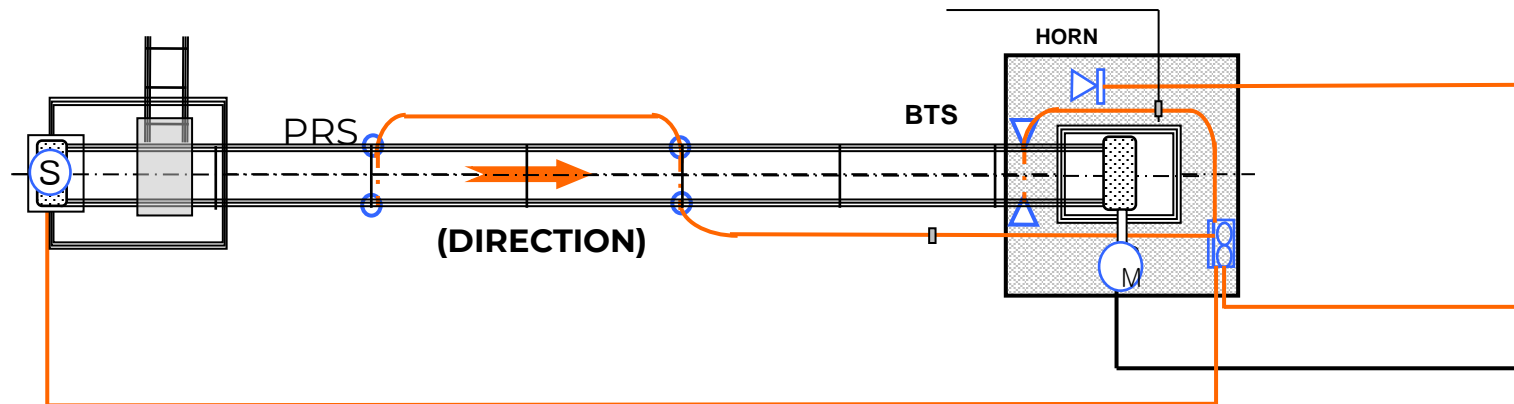 HORN
BTS
PRS
S
(DIRECTION)
M